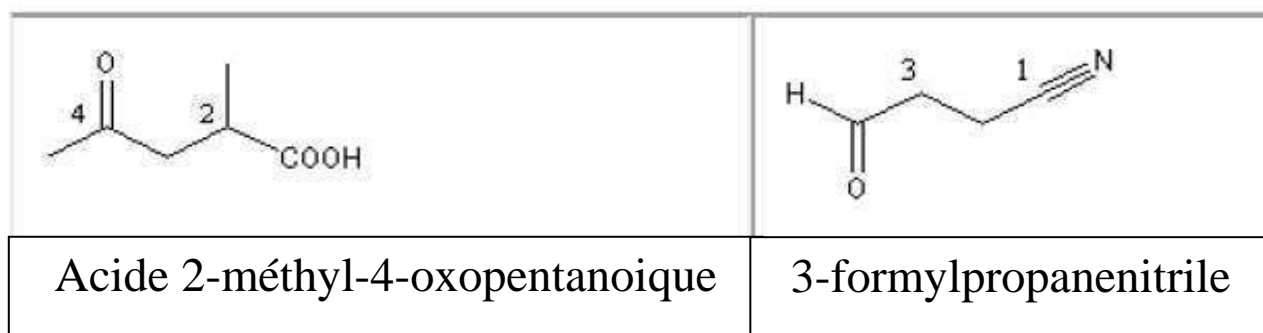 O
4
2
COOH
H
3
1
N
O
Acide 2-méthyl-4-oxopentanoique
3-formylpropanenitrile